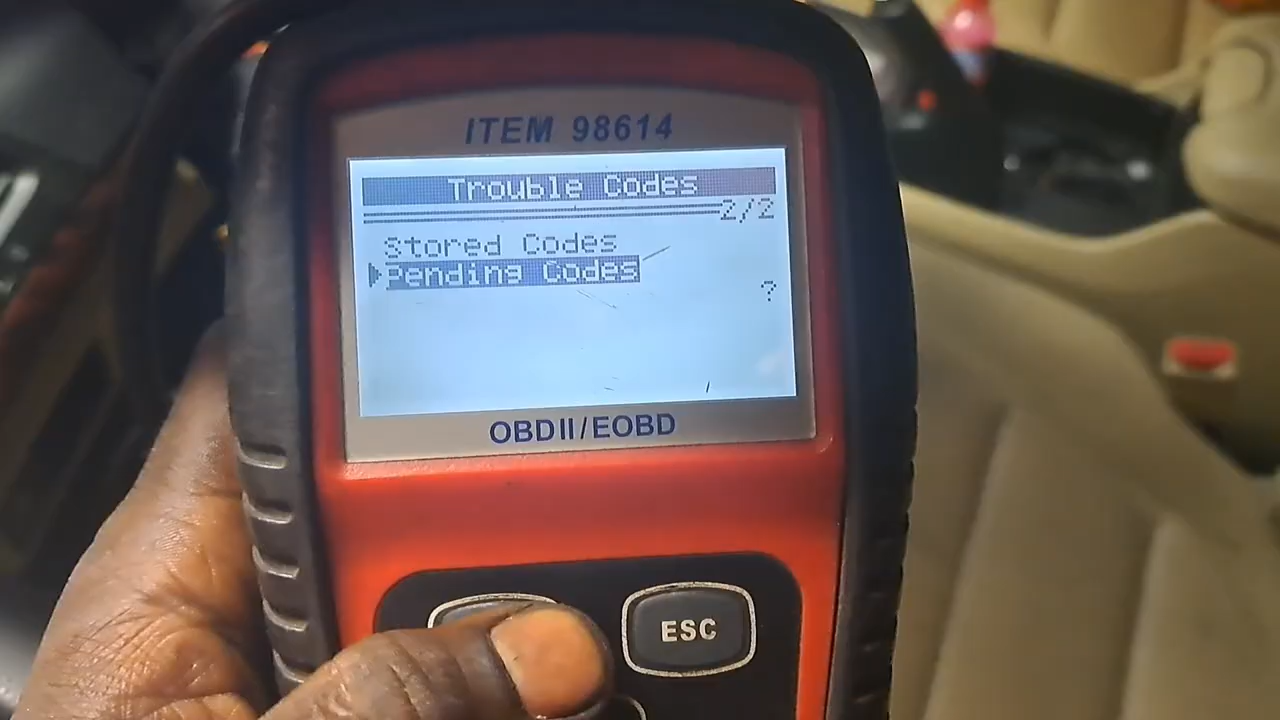 ITEM 98614
Trouble Codes
2/2
Stored Codes
Pending Codes
?
OBDII/EOBD
ESC